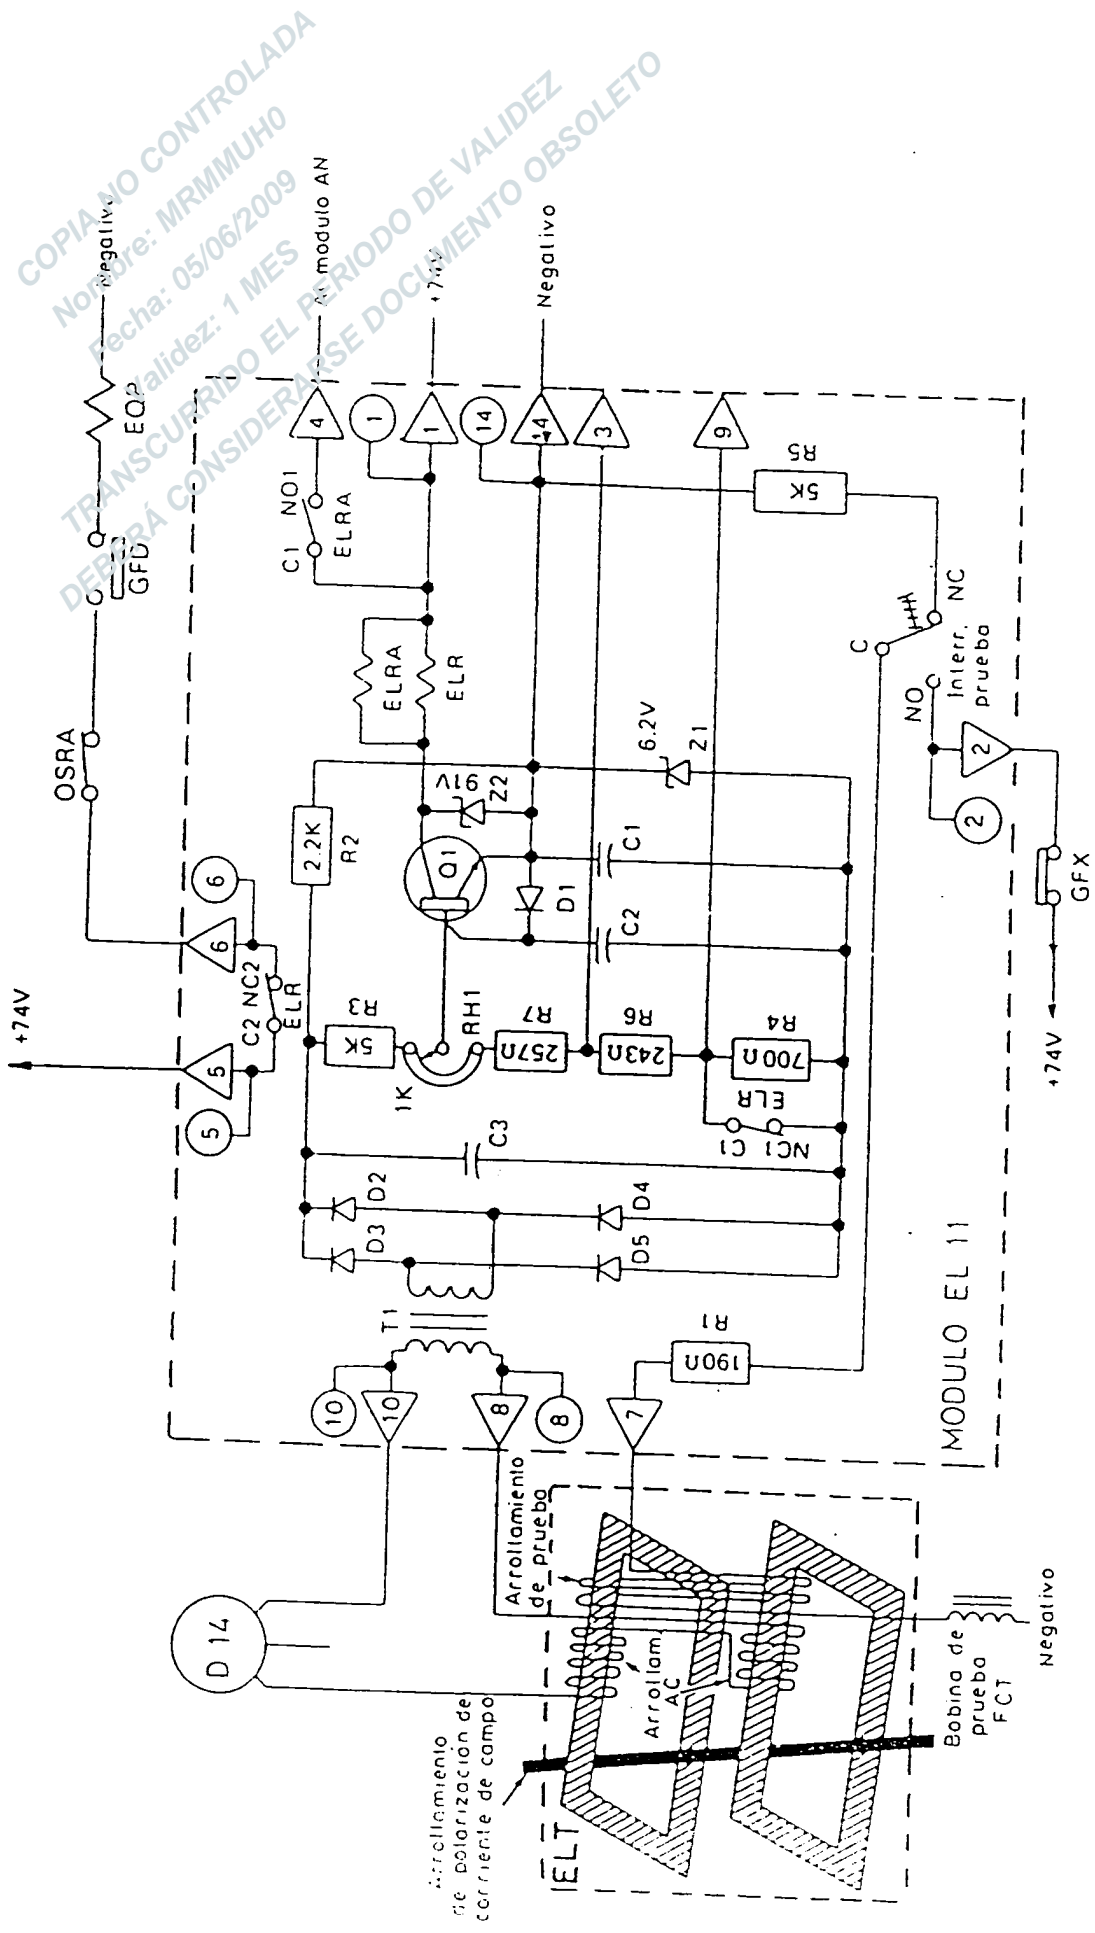 COPIA NO CONTROLADA
Nombre: MRMMUH0
Fecha: 05/06/2009
Validez: 1 MES
TRANSCURRIDO EL PERIODO DE VALIDEZ
DEBERÁ CONSIDERARSE DOCUMENTO OBSOLETO
+74V
OSRA
GFD
EQP
Negativo
5
5
C2 NC2
ELR
6
6
4
Al modulo AN
C1 NO1
ELRA
1
1
+74V
14
14
Negativo
3
9
ELRA
ELR
2.2K
R2
Q1
91V
Z2
D1
6.2V
Z1
C1
C2
5K
R3
1K
RH1
257Ω
R7
243Ω
R6
700Ω
R4
ELR
C1
NC1
C3
D2
D3
D4
D5
5K
R5
C
NC
NO
Interr.
prueba
2
2
GFX
+74V
T1
10
10
8
8
7
190Ω
R1
MODULO EL 11
D 14
Arrollamiento
de prueba
Arrollam.
AC
Arrollamiento
de polarización de
corriente de campo
ELT
Bobina de
prueba
FCT
Negativo